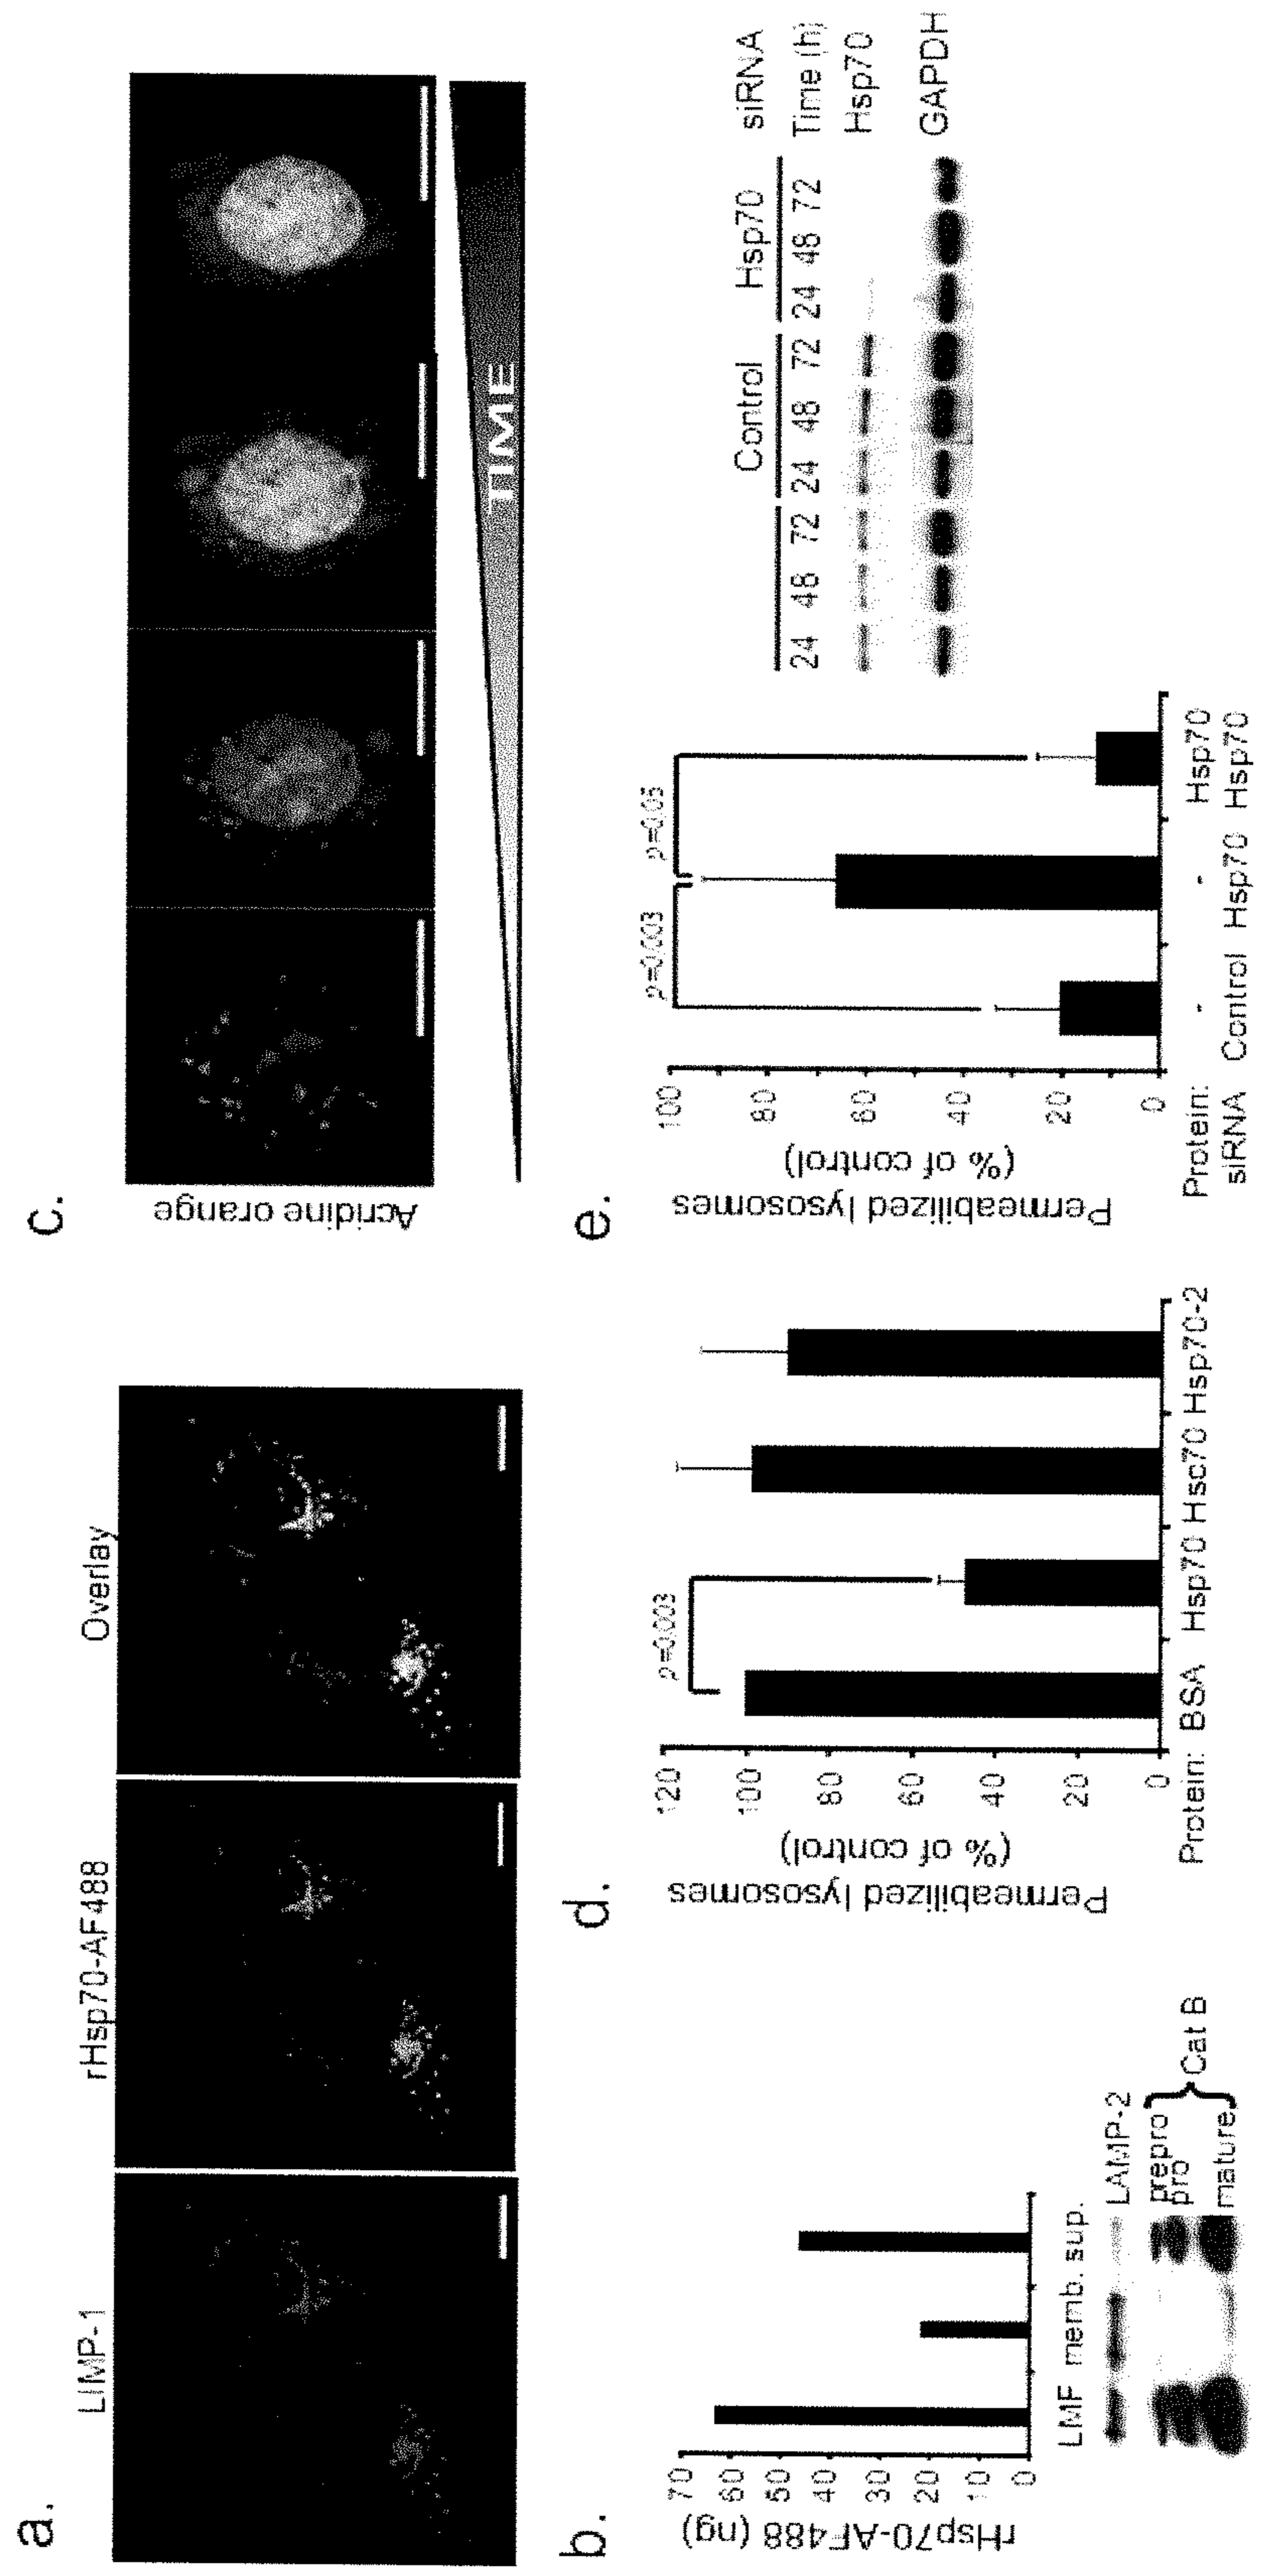 a.
LIMP-1
rHsp70-AF488
Overlay
b.
rHsp70-AF488 (ng)
70
60
50
40
30
20
10
0
LMF memb. sup.
LAMP-2
prepro
pro
mature
Cat B
c.
Acridine orange
TIME
d.
Permeabilized lysosomes
(% of control)
120
100
80
60
40
20
0
p=0.003
Protein: BSA Hsp70 Hsc70 Hsp70-2
e.
Permeabilized lysosomes
(% of control)
100
80
60
40
20
0
p=0.003
p=0.05
Protein: - - Hsp70
siRNA Control Hsp70 Hsp70
Control Hsp70 siRNA
24 48 72 24 48 72 24 48 72 Time (h)
Hsp70
GAPDH